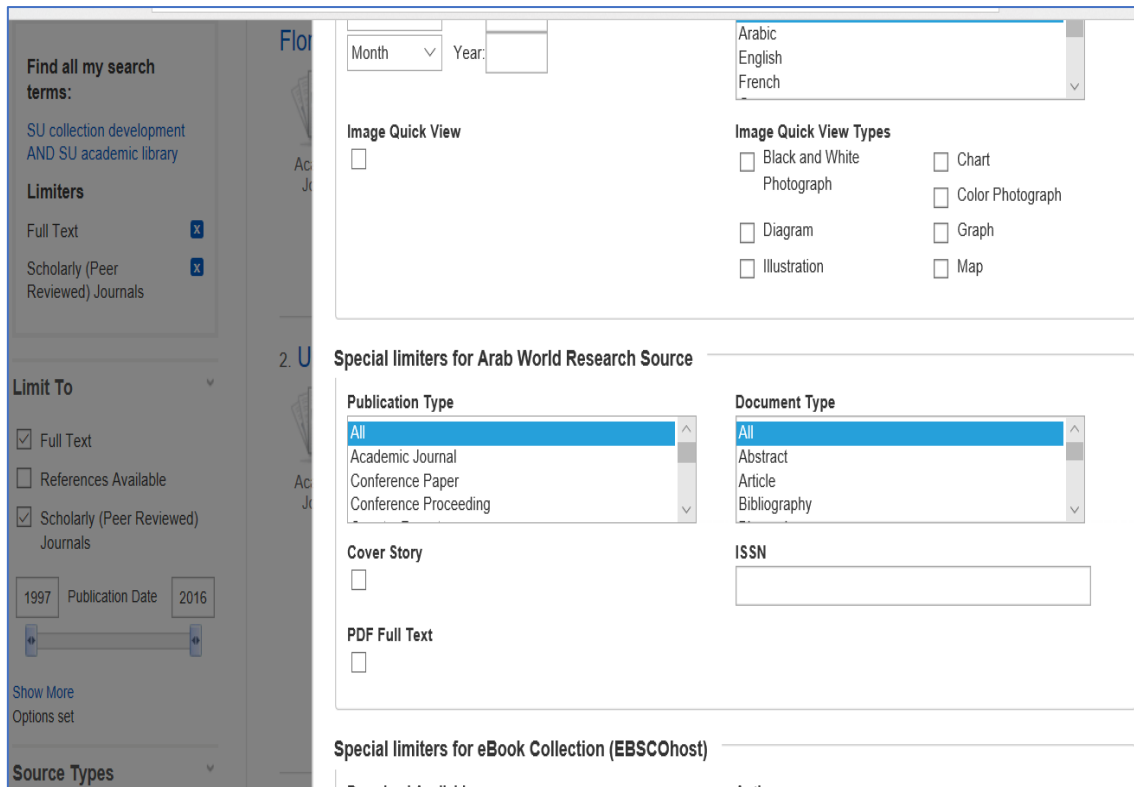 Find all my search
terms:
SU collection development
AND SU academic library
Limiters
Full Text x
Scholarly (Peer x
Reviewed) Journals
Limit To
Full Text
References Available
Scholarly (Peer Reviewed)
Journals
1997 Publication Date 2016
Show More
Options set
Source Types
2. U
Month Year:
Arabic
English
French
Image Quick View
Image Quick View Types
Black and White
Photograph
Chart
Color Photograph
Diagram
Graph
Illustration
Map
Special limiters for Arab World Research Source
Publication Type
All
Academic Journal
Conference Paper
Conference Proceeding
Document Type
All
Abstract
Article
Bibliography
Cover Story
ISSN
PDF Full Text
Special limiters for eBook Collection (EBSCOhost)